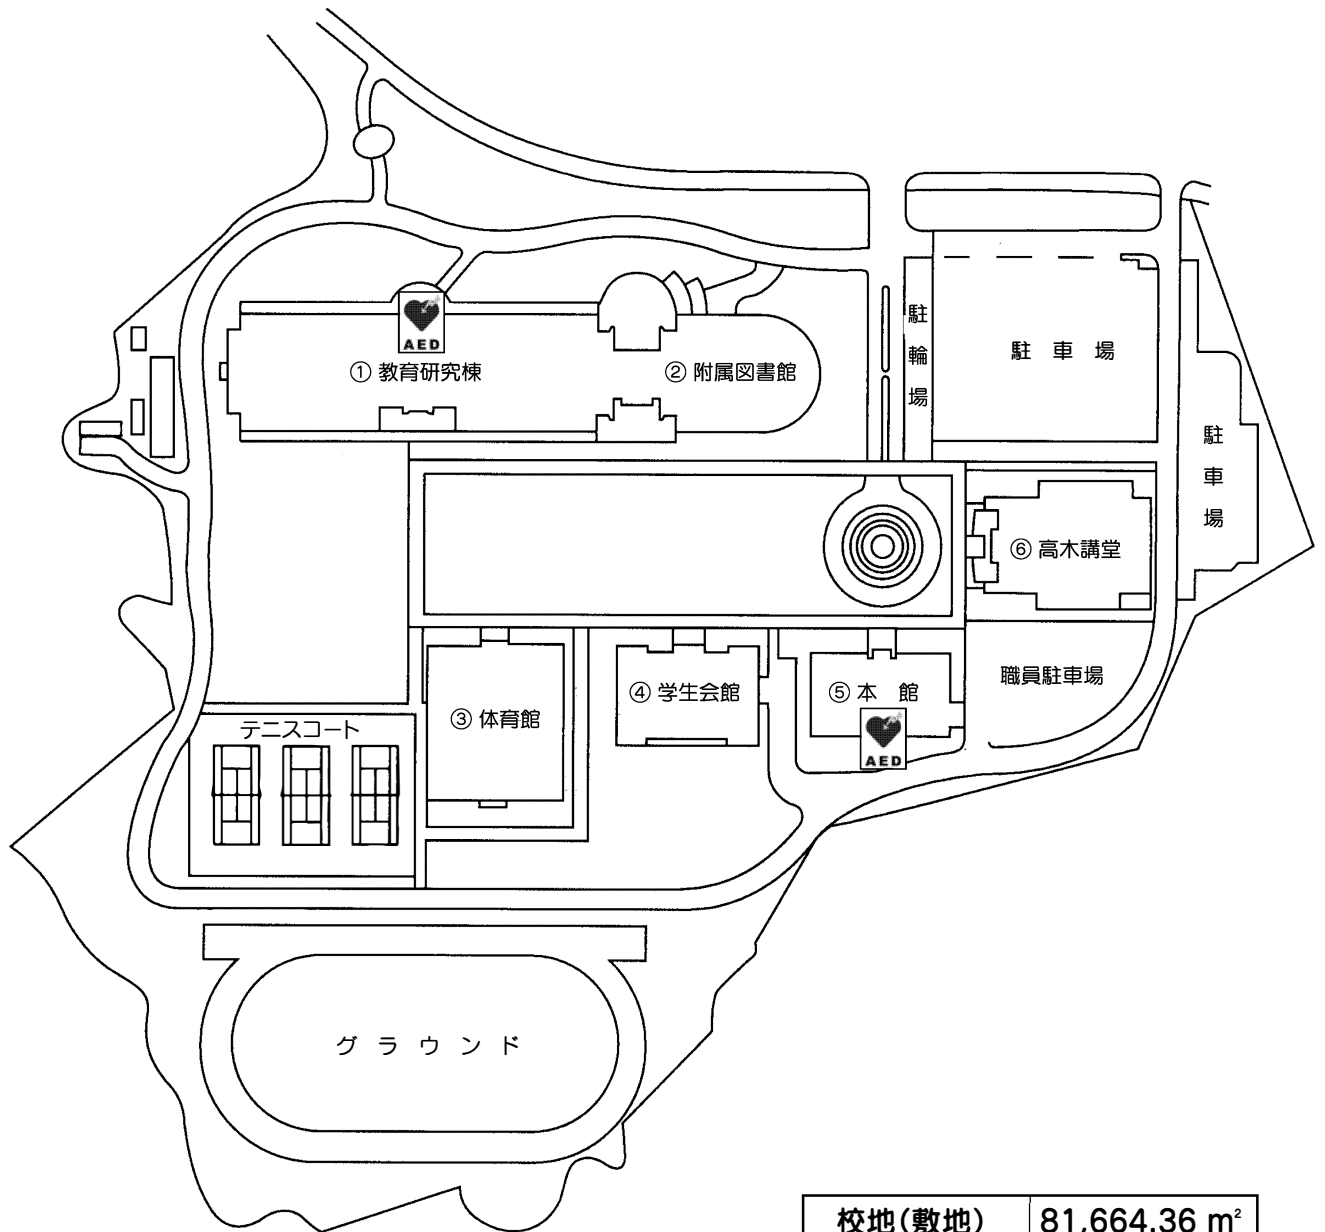 AED
① 教育研究棟
② 附属図書館
駐輪場
駐 車 場
駐車場
⑥ 高木講堂
④ 学生会館
⑤ 本 館
職員駐車場
③ 体育館
テニスコート
AED
グ ラ ウ ン ド
校地(敷地) 81,664.36 m²